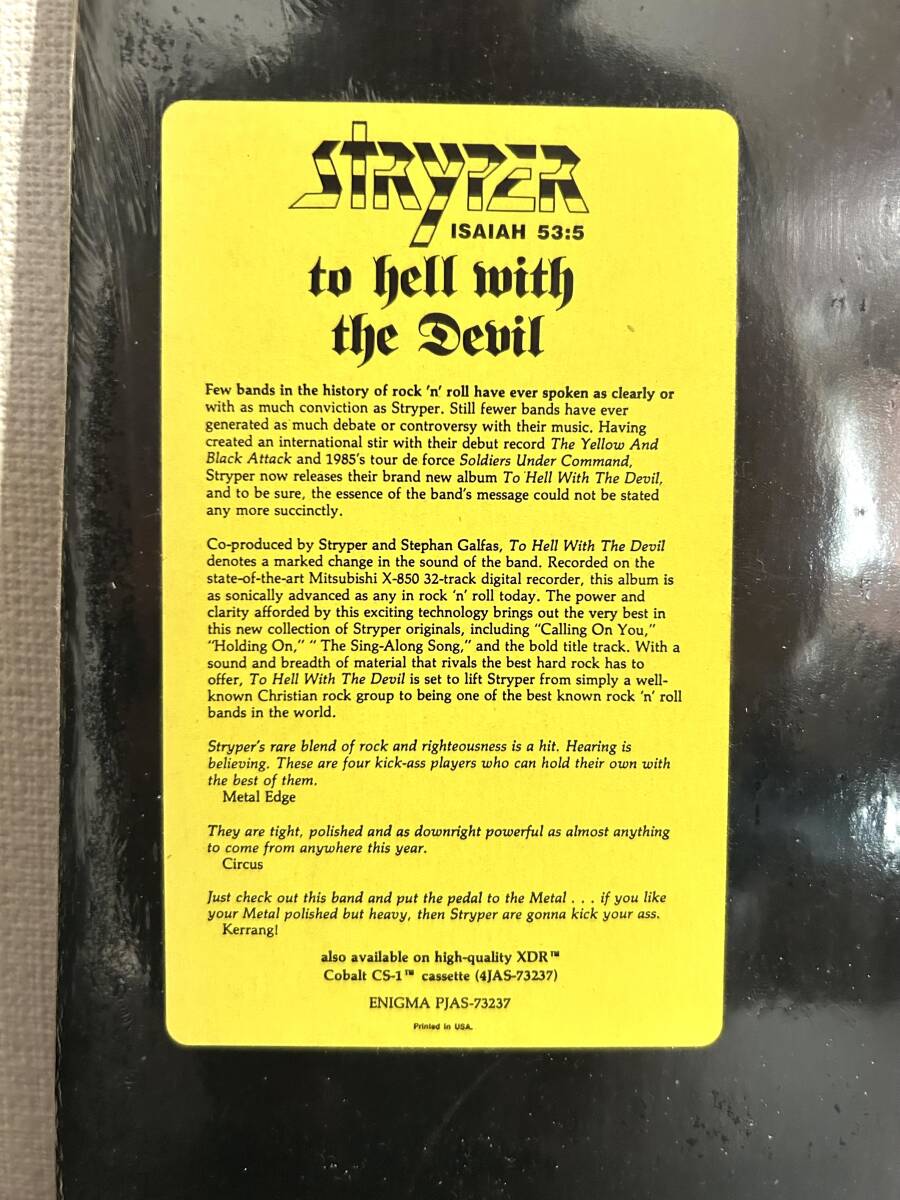 STRYPER
ISAIAH 53:5
to hell with
the Devil
Few bands in the history of rock 'n' roll have ever spoken as clearly or
with as much conviction as Stryper. Still fewer bands have ever
generated as much debate or controversy with their music. Having
created an international stir with their debut record The Yellow And
Black Attack and 1985's tour de force Soldiers Under Command,
Stryper now releases their brand new album To Hell With The Devil,
and to be sure, the essence of the band's message could not be stated
any more succinctly.
Co-produced by Stryper and Stephan Galfas, To Hell With The Devil
denotes a marked change in the sound of the band. Recorded on the
state-of-the-art Mitsubishi X-850 32-track digital recorder, this album is
as sonically advanced as any in rock 'n' roll today. The power and
clarity afforded by this exciting technology brings out the very best in
this new collection of Stryper originals, including "Calling On You,"
"Holding On," " The Sing-Along Song," and the bold title track. With a
sound and breadth of material that rivals the best hard rock has to
offer, To Hell With The Devil is set to lift Stryper from simply a well-
known Christian rock group to being one of the best known rock 'n' roll
bands in the world.
Stryper's rare blend of rock and righteousness is a hit. Hearing is
believing. These are four kick-ass players who can hold their own with
the best of them.
Metal Edge
They are tight, polished and as downright powerful as almost anything
to come from anywhere this year.
Circus
Just check out this band and put the pedal to the Metal . . . if you like
your Metal polished but heavy, then Stryper are gonna kick your ass.
Kerrang!
also available on high-quality XDR™
Cobalt CS-1™ cassette (4JAS-73237)
ENIGMA PJAS-73237
Printed in USA.